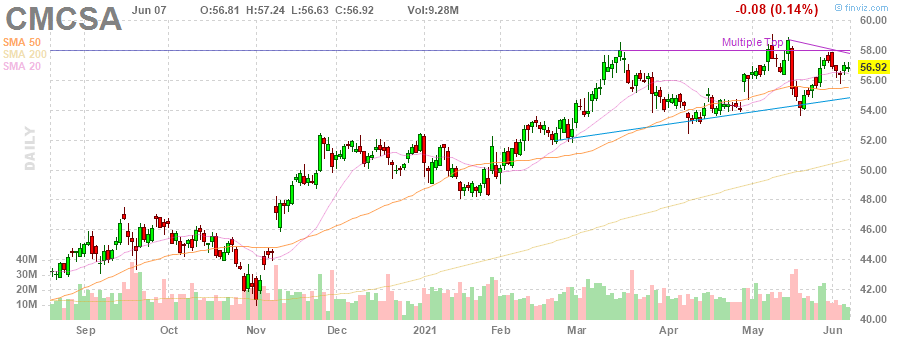 CMCSA Jun 07 O:56.81 H:57.24 L:56.63 C:56.92 Vol:9.28M -0.08 (0.14%)
© finviz.com
SMA 50
SMA 200
SMA 20
Multiple Top
DAILY
60.00
58.00
56.92
56.00
54.00
52.00
50.00
48.00
46.00
44.00
42.00
40.00
40M
30M
20M
10M
Sep Oct Nov Dec 2021 Feb Mar Apr May Jun